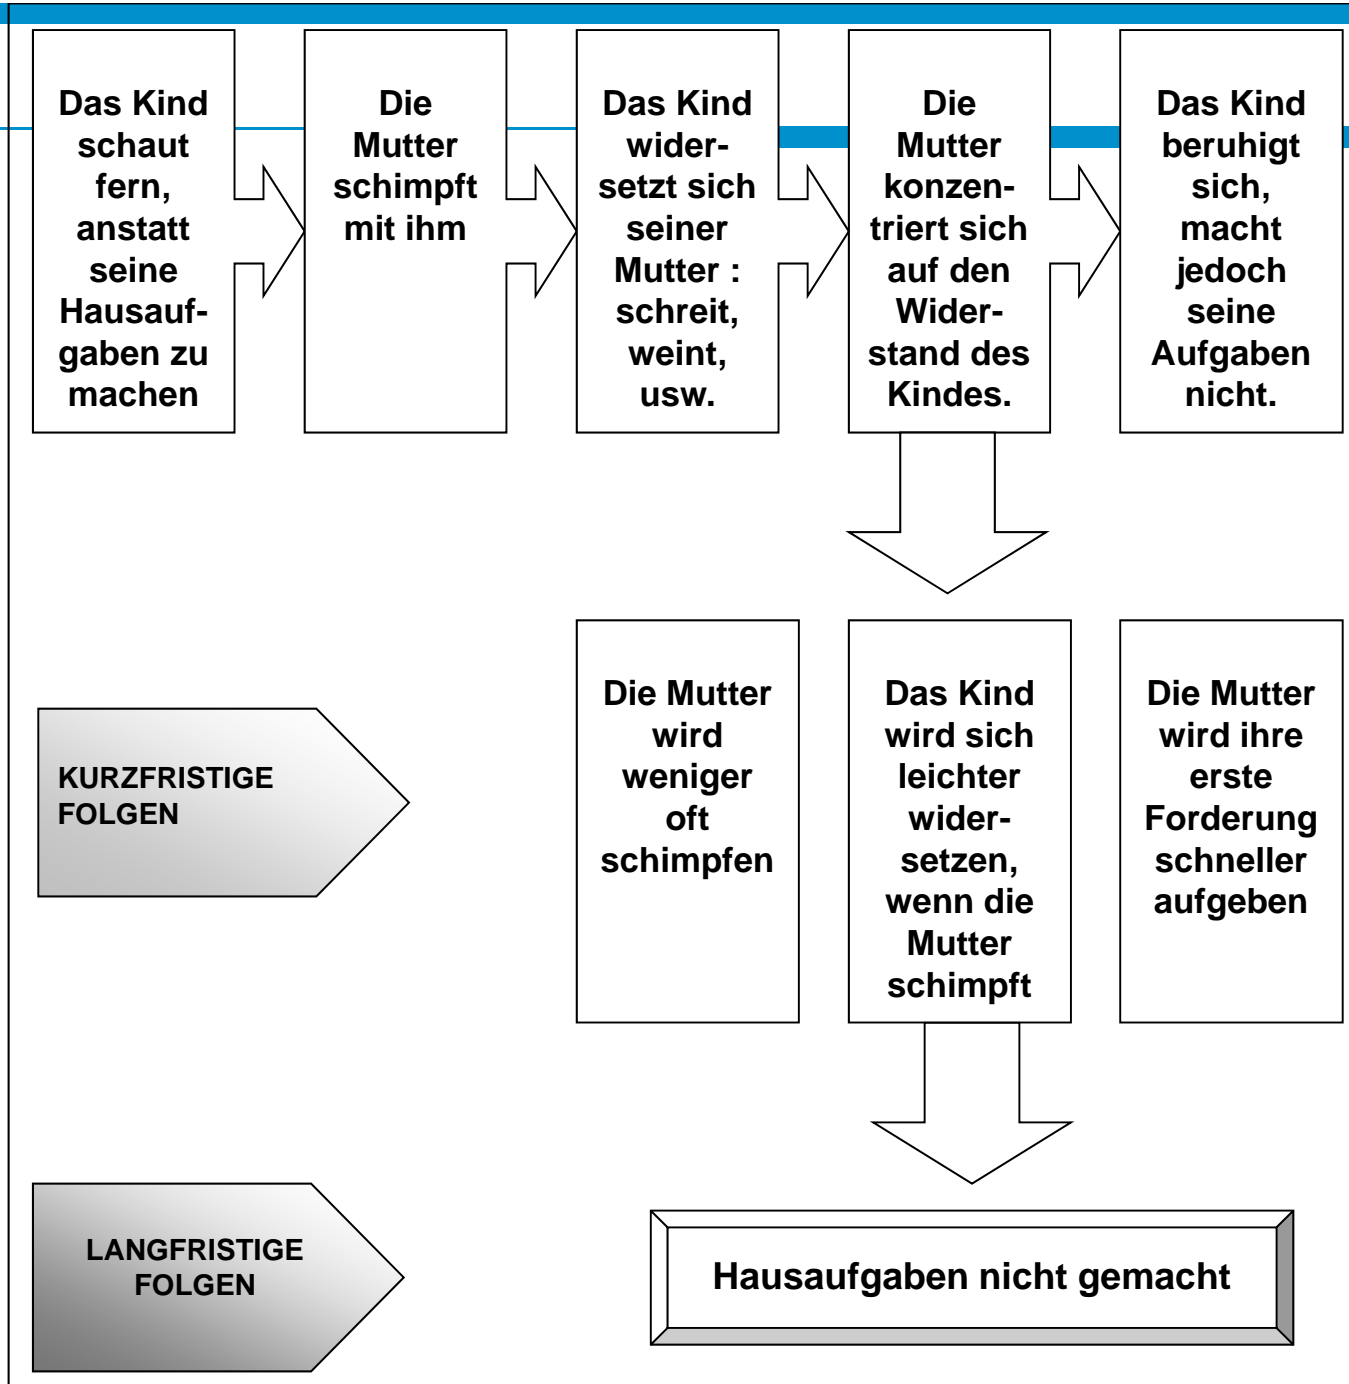 Das Kind
schaut
fern,
anstatt
seine
Hausauf-
gaben zu
machen
Die
Mutter
schimpft
mit ihm
Das Kind
wider-
setzt sich
seiner
Mutter :
schreit,
weint,
usw.
Die
Mutter
konzen-
triert sich
auf den
Wider-
stand des
Kindes.
Das Kind
beruhigt
sich,
macht
jedoch
seine
Aufgaben
nicht.
KURZFRISTIGE
FOLGEN
Die Mutter
wird
weniger
oft
schimpfen
Das Kind
wird sich
leichter
wider-
setzen,
wenn die
Mutter
schimpft
Die Mutter
wird ihre
erste
Forderung
schneller
aufgeben
LANGFRISTIGE
FOLGEN
Hausaufgaben nicht gemacht